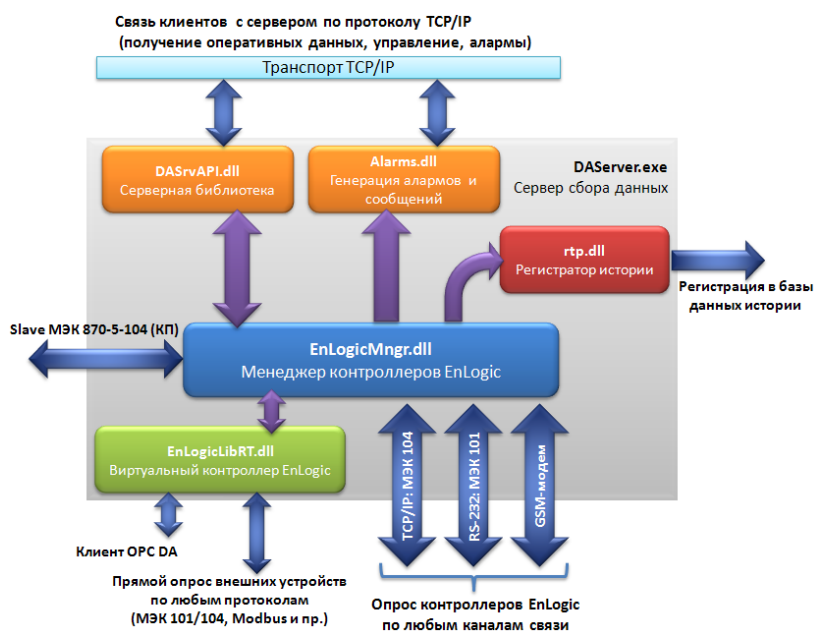 Связь клиентов с сервером по протоколу TCP/IP
(получение оперативных данных, управление, алармы)
Транспорт TCP/IP
DASrvAPI.dll
Серверная библиотека
Alarms.dll
Генерация алармов и
сообщений
DAServer.exe
Сервер сбора данных
rtp.dll
Регистратор истории
Регистрация в базы
данных истории
Slave МЭК 870-5-104 (КП)
EnLogicMngr.dll
Менеджер контроллеров EnLogic
EnLogicLibRT.dll
Виртуальный контроллер EnLogic
TCP/IP: МЭК 104
RS-232: МЭК 101
GSM-модем
Клиент OPC DA
Прямой опрос внешних устройств
по любым протоколам
(МЭК 101/104, Modbus и пр.)
Опрос контроллеров EnLogic
по любым каналам связи